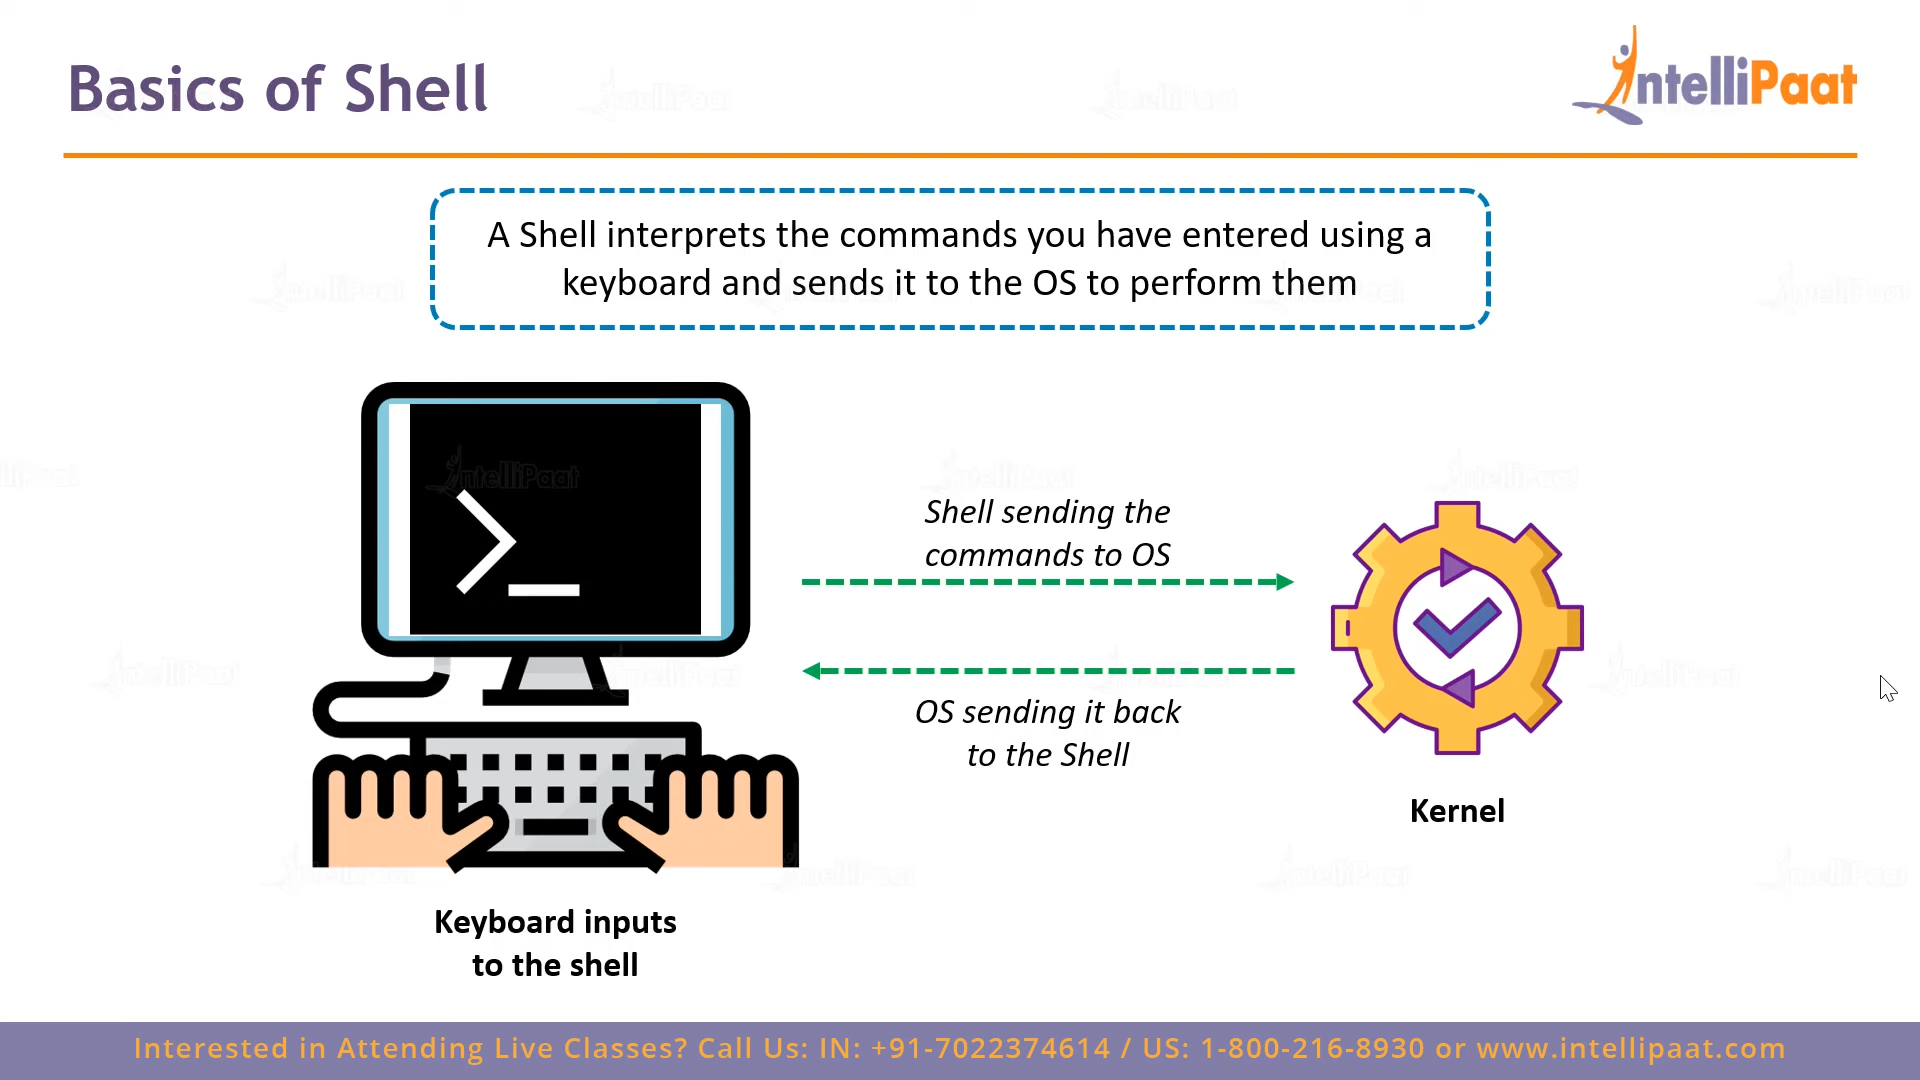 Basics of Shell
IntelliPaat
A Shell interprets the commands you have entered using a
keyboard and sends it to the OS to perform them
Shell sending the
commands to OS
OS sending it back
to the Shell
Kernel
Keyboard inputs
to the shell
Interested in Attending Live Classes? Call Us: IN: +91-7022374614 / US: 1-800-216-8930 or www.intellipaat.com